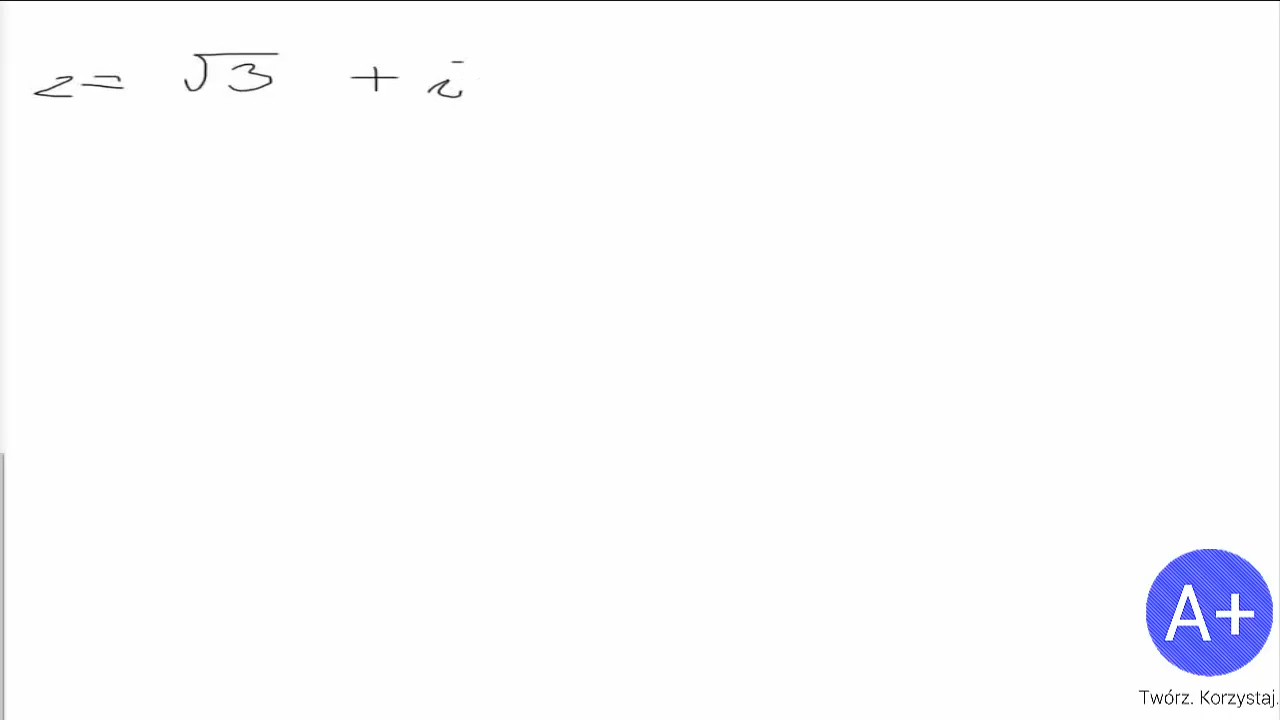 z = √3 + i
A+
Twórz. Korzystaj.